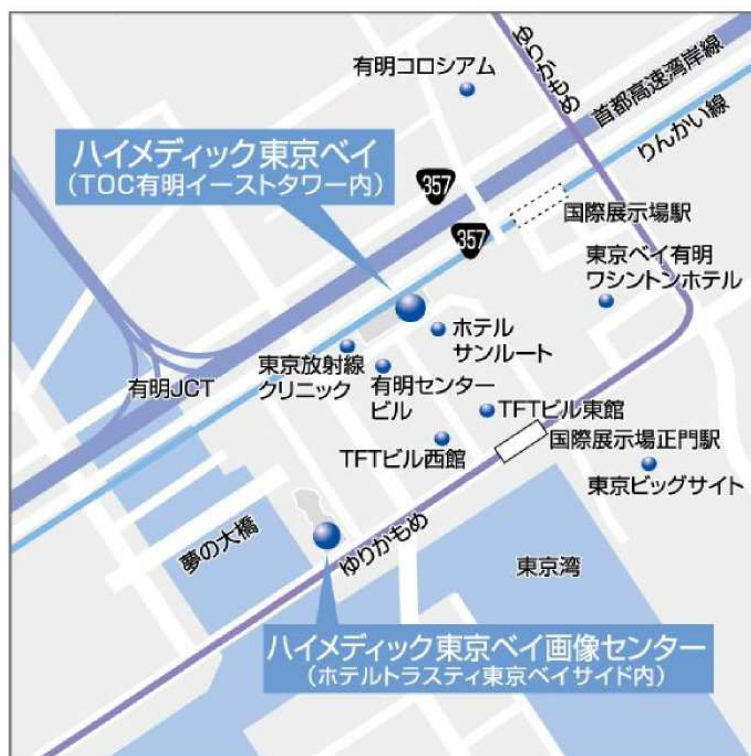 ゆりかもめ
有明コロシアム
首都高速湾岸線
りんかい線
ハイメディック東京ベイ
(TOC有明イーストタワー内)
357
357
国際展示場駅
東京ベイ有明
ワシントンホテル
ホテル
サンルート
東京放射線
クリニック
有明センター
ビル
有明JCT
TFTビル東館
国際展示場正門駅
TFTビル西館
東京ビッグサイト
夢の大橋
ゆりかもめ
東京湾
ハイメディック東京ベイ画像センター
(ホテルトラスティ東京ベイサイド内)